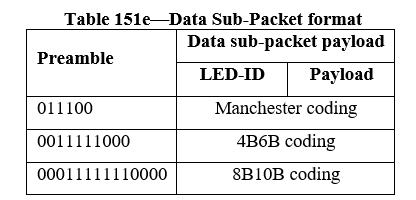 Table 151e—Data Sub-Packet format
Preamble
Data sub-packet payload
LED-ID
Payload
011100
Manchester coding
0011111000
4B6B coding
00011111110000
8B10B coding